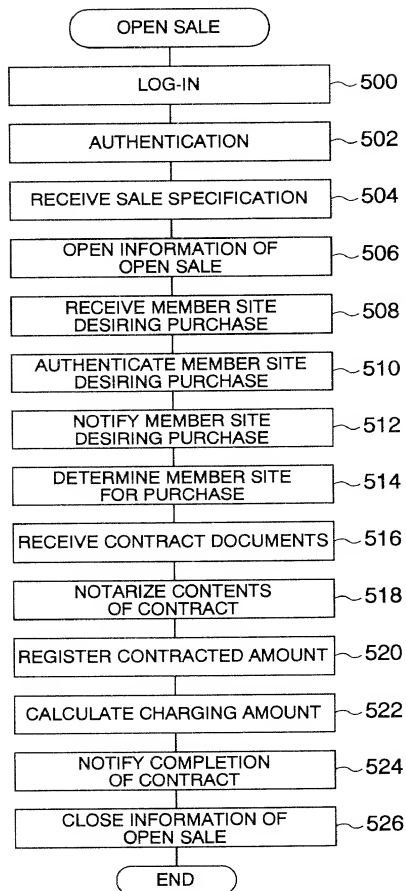 OPEN SALE
LOG-IN
500
AUTHENTICATION
502
RECEIVE SALE SPECIFICATION
504
OPEN INFORMATION OF
OPEN SALE
506
RECEIVE MEMBER SITE
DESIRING PURCHASE
508
AUTHENTICATE MEMBER SITE
DESIRING PURCHASE
510
NOTIFY MEMBER SITE
DESIRING PURCHASE
512
DETERMINE MEMBER SITE
FOR PURCHASE
514
RECEIVE CONTRACT DOCUMENTS
516
NOTARIZE CONTENTS
OF CONTRACT
518
REGISTER CONTRACTED AMOUNT
520
CALCULATE CHARGING AMOUNT
522
NOTIFY COMPLETION
OF CONTRACT
524
CLOSE INFORMATION OF
OPEN SALE
526
END